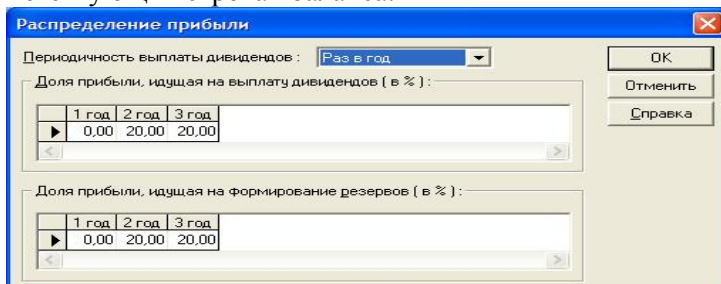 Распределение прибыли
Периодичность выплаты дивидендов : Раз в год
OK
Отменить
Справка
Доля прибыли, идущая на выплату дивидендов ( в % ) :
1 год 2 год 3 год
0,00 20,00 20,00
Доля прибыли, идущая на формирование резервов ( в % ) :
1 год 2 год 3 год
0,00 20,00 20,00